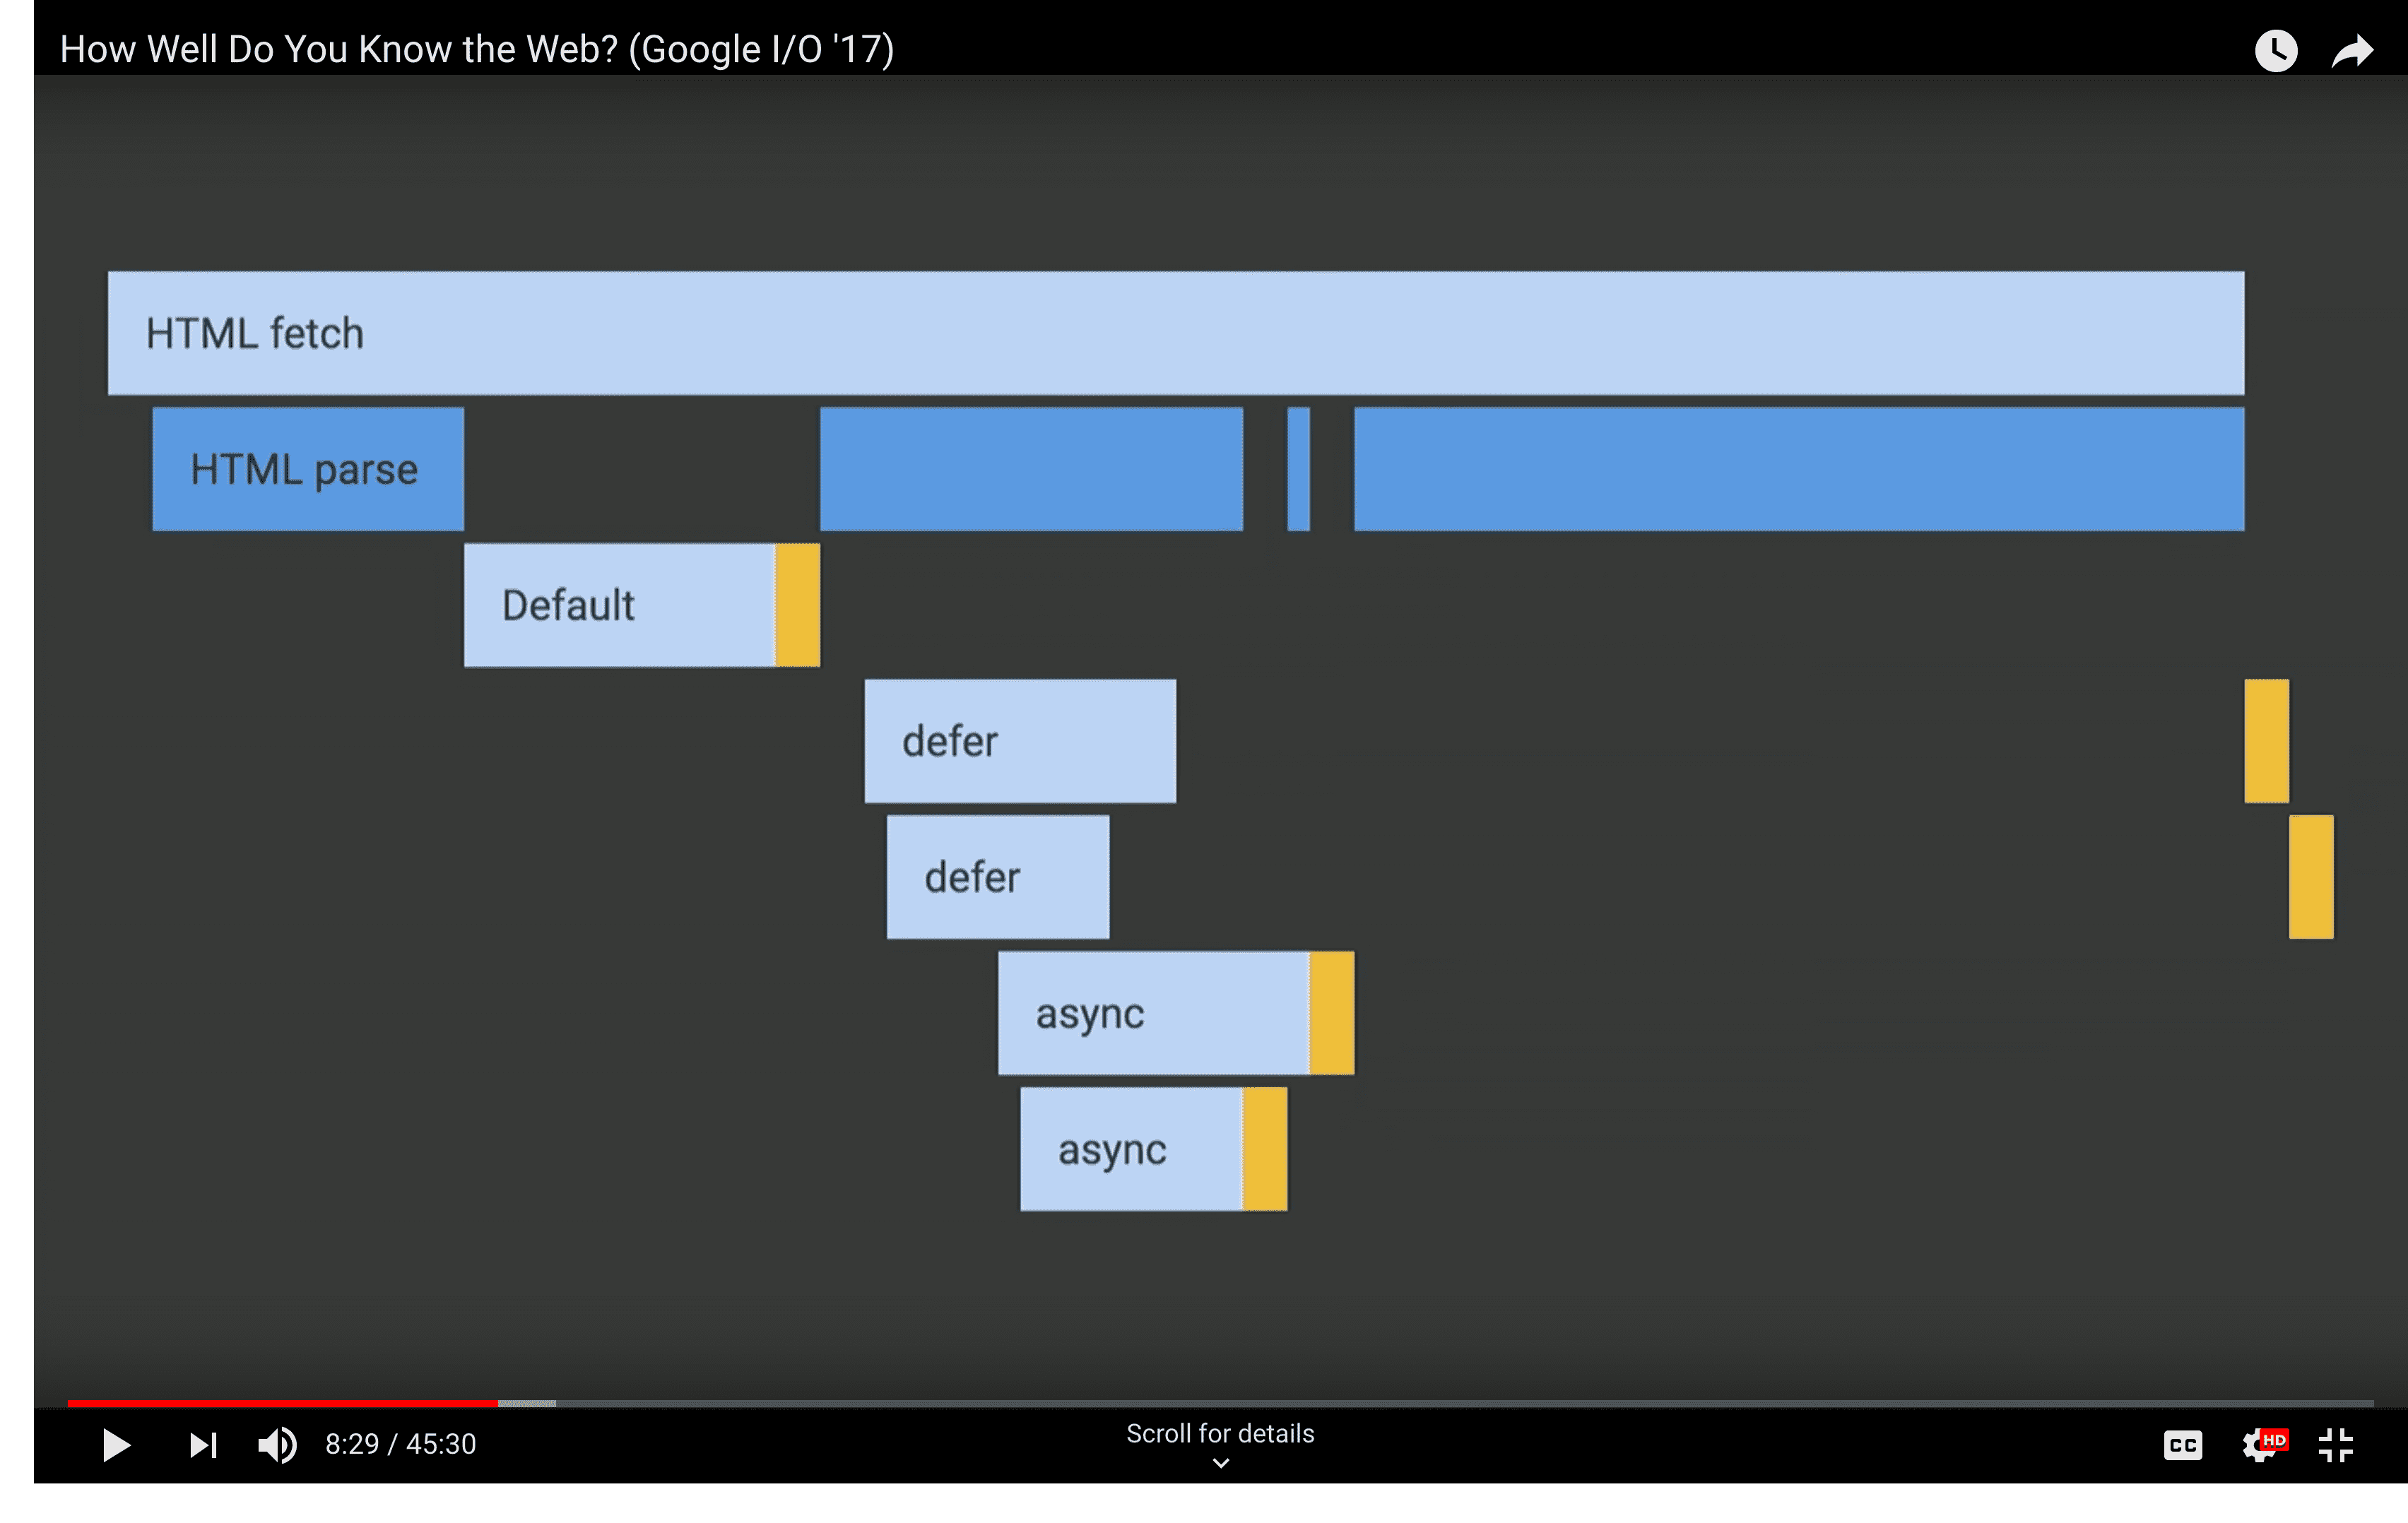 How Well Do You Know the Web? (Google I/O '17)
HTML fetch
HTML parse
Default
defer
defer
async
async
8:29 / 45:30
Scroll for details
CC
HD